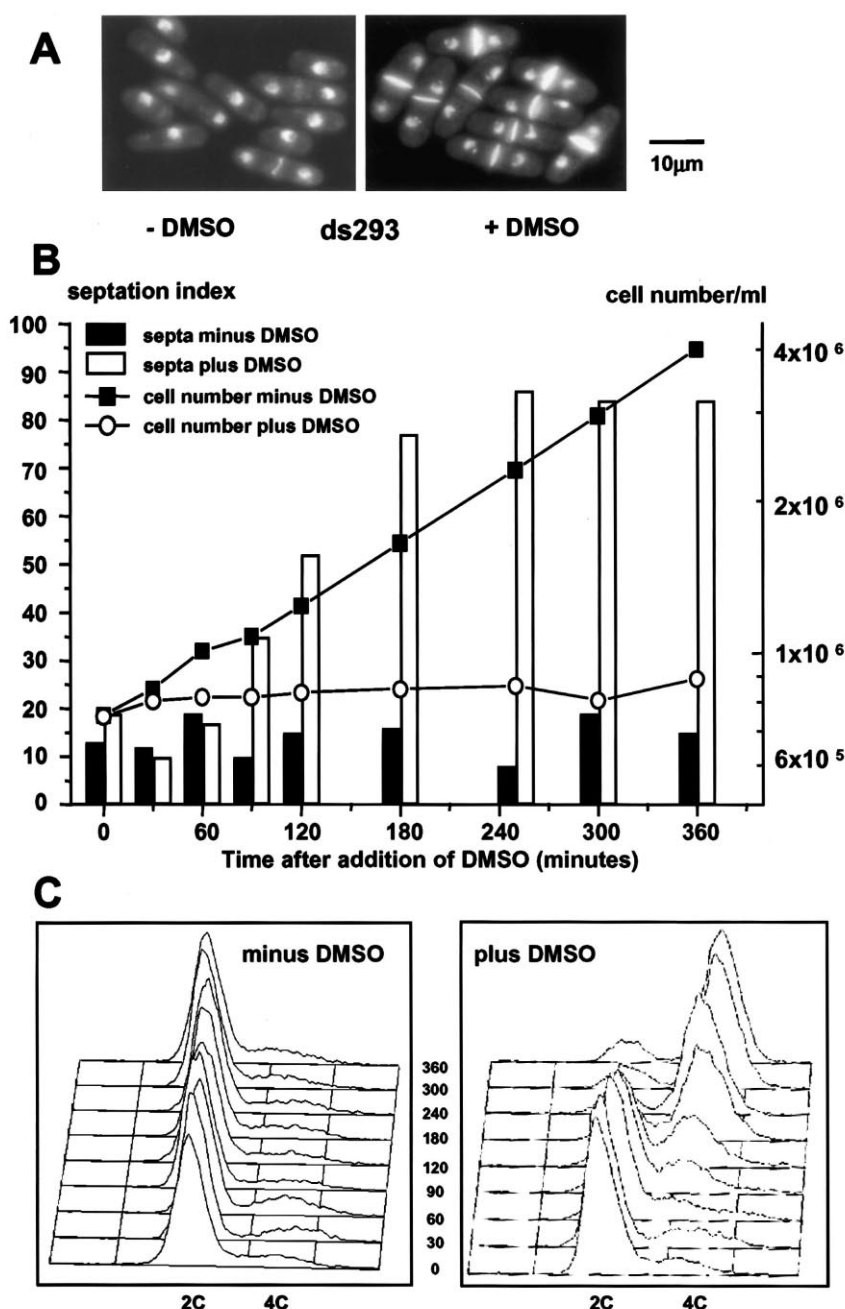 A
10µm
- DMSO ds293 + DMSO
B
septation index cell number/ml
100
90
80
70
60
50
40
30
20
10
0
septa minus DMSO
septa plus DMSO
cell number minus DMSO
cell number plus DMSO
4x10 6
2x10 6
1x10 6
6x10 5
0 60 120 180 240 300 360
Time after addition of DMSO (minutes)
C
minus DMSO plus DMSO
360
300
240
180
120
90
60
30
0
2C 4C 2C 4C